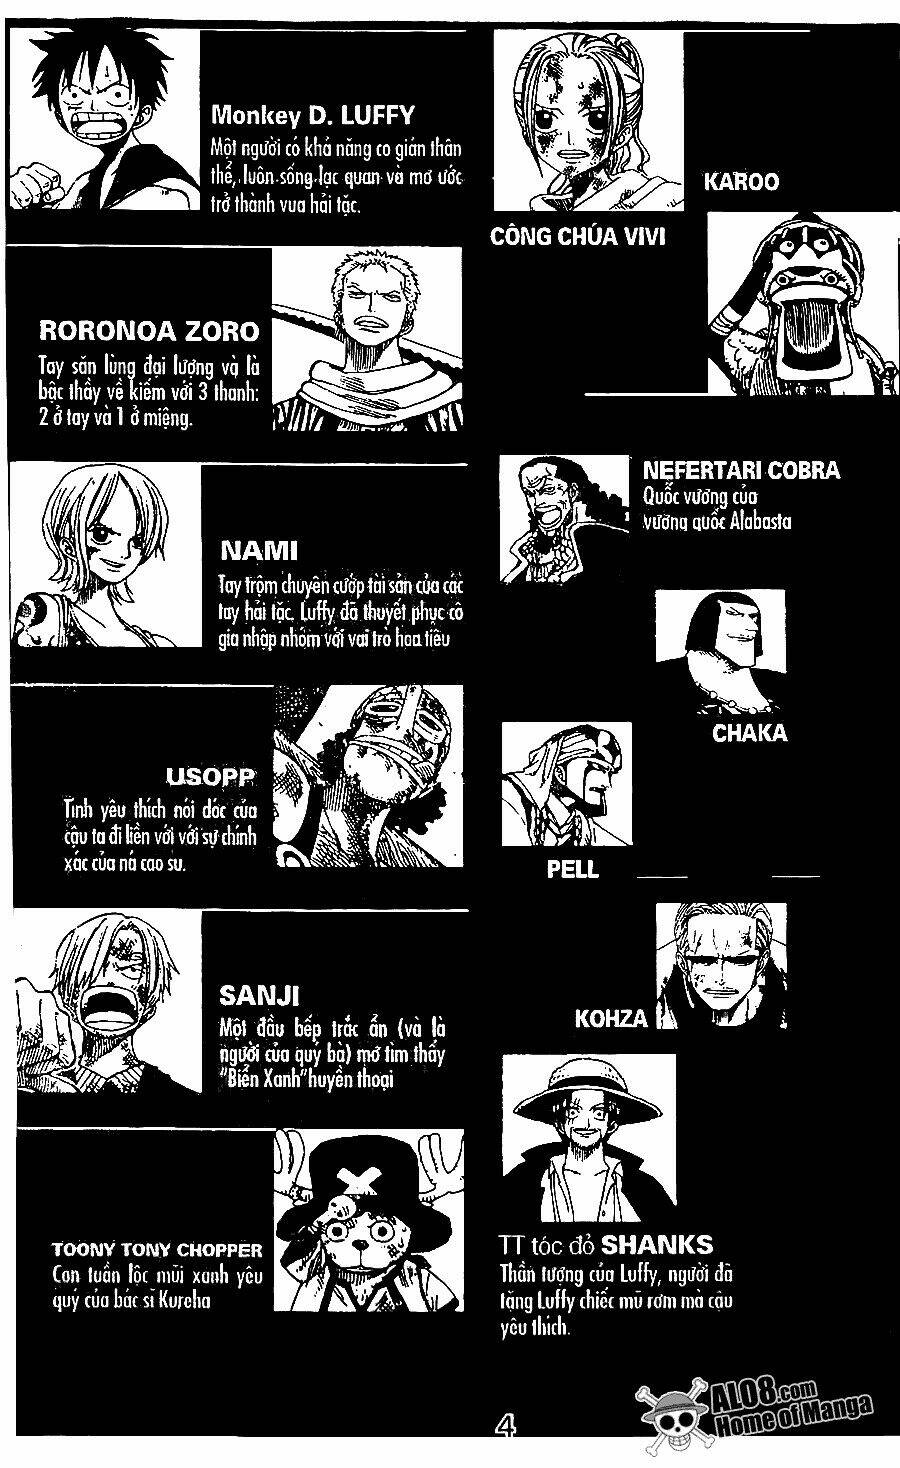 Monkey D. LUFFY
Một người có khả năng co giãn thân
thể, luôn sống lạc quan và mơ ước
trở thành vua hải tặc.
RORONOA ZORO
Tay săn lùng đại lượng và là
bậc thầy về kiếm với 3 thanh:
2 ở tay và 1 ở miệng.
NAMI
Tay trộm chuyên cướp tài sản của các
tay hải tặc. Luffy đã thuyết phục cô
gia nhập nhóm với vai trò hoa tiêu
USOPP
Tính yêu thích nói dóc của
cậu ta đi liền với với sự chính
xác của ná cao su.
SANJI
Một đầu bếp trắc ẩn (và là
người của quý bà) mơ tìm thấy
"Biển Xanh"huyền thoại
TOONY TONY CHOPPER
Con tuần lộc mũi xanh yêu
quý của bác sĩ Kureha
CÔNG CHÚA VIVI
KAROO
NEFERTARI COBRA
Quốc vương của
vương quốc Alabasta
CHAKA
PELL
KOHZA
TT tóc đỏ SHANKS
Thần tượng của Luffy, người đã
tặng Luffy chiếc mũ rơm mà cậu
yêu thích.
4
ALO8.com
Home of Manga